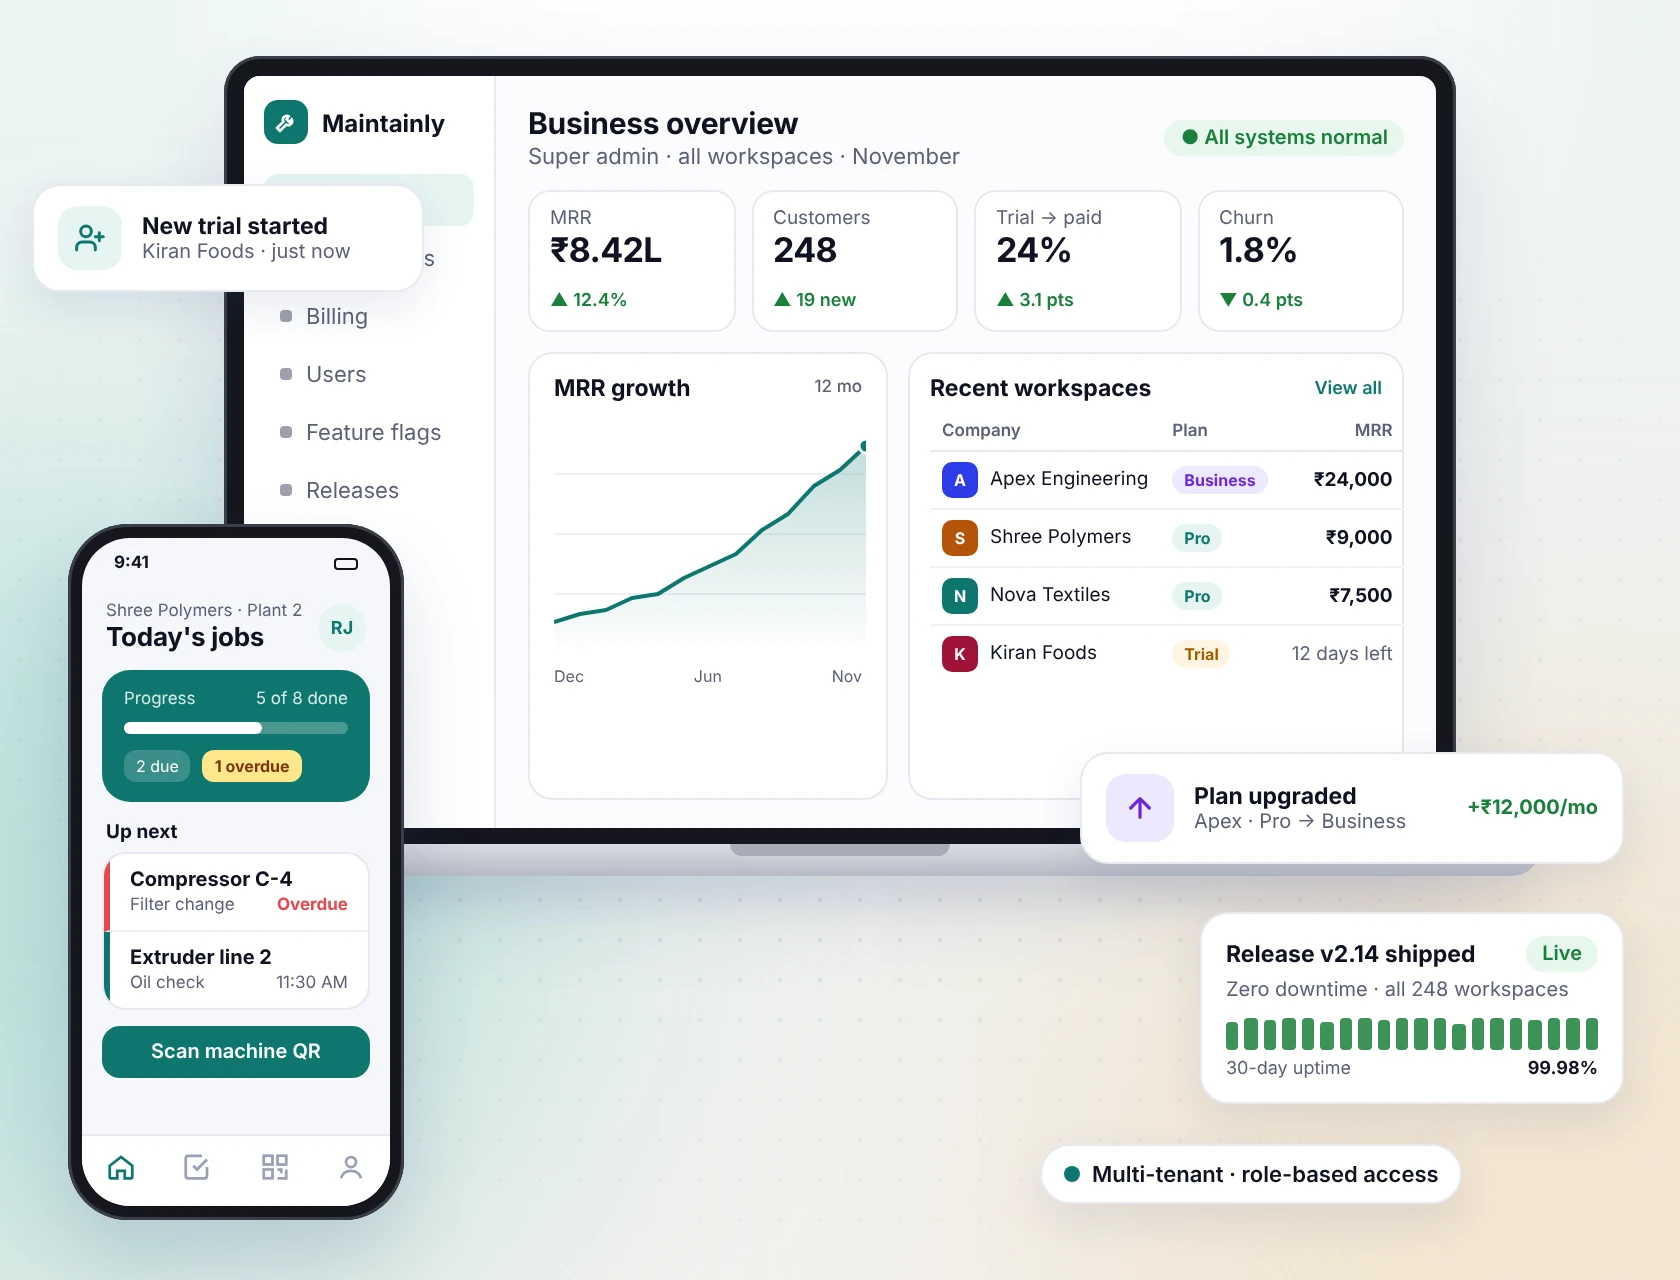 Maintainly
Business overview
Super admin · all workspaces · November
All systems normal
New trial started
Kiran Foods · just now
s
Billing
Users
Feature flags
Releases
MRR
₹8.42L
▲ 12.4%
Customers
248
▲ 19 new
Trial → paid
24%
▲ 3.1 pts
Churn
1.8%
▼ 0.4 pts
MRR growth
12 mo
Dec Jun Nov
Recent workspaces
View all
Company Plan MRR
A Apex Engineering Business ₹24,000
S Shree Polymers Pro ₹9,000
N Nova Textiles Pro ₹7,500
K Kiran Foods Trial 12 days left
9:41
Shree Polymers · Plant 2
Today's jobs
RJ
Progress 5 of 8 done
2 due 1 overdue
Up next
Compressor C-4
Filter change Overdue
Extruder line 2
Oil check 11:30 AM
Scan machine QR
Plan upgraded
Apex · Pro → Business
+₹12,000/mo
Release v2.14 shipped
Live
Zero downtime · all 248 workspaces
30-day uptime 99.98%
Multi-tenant · role-based access